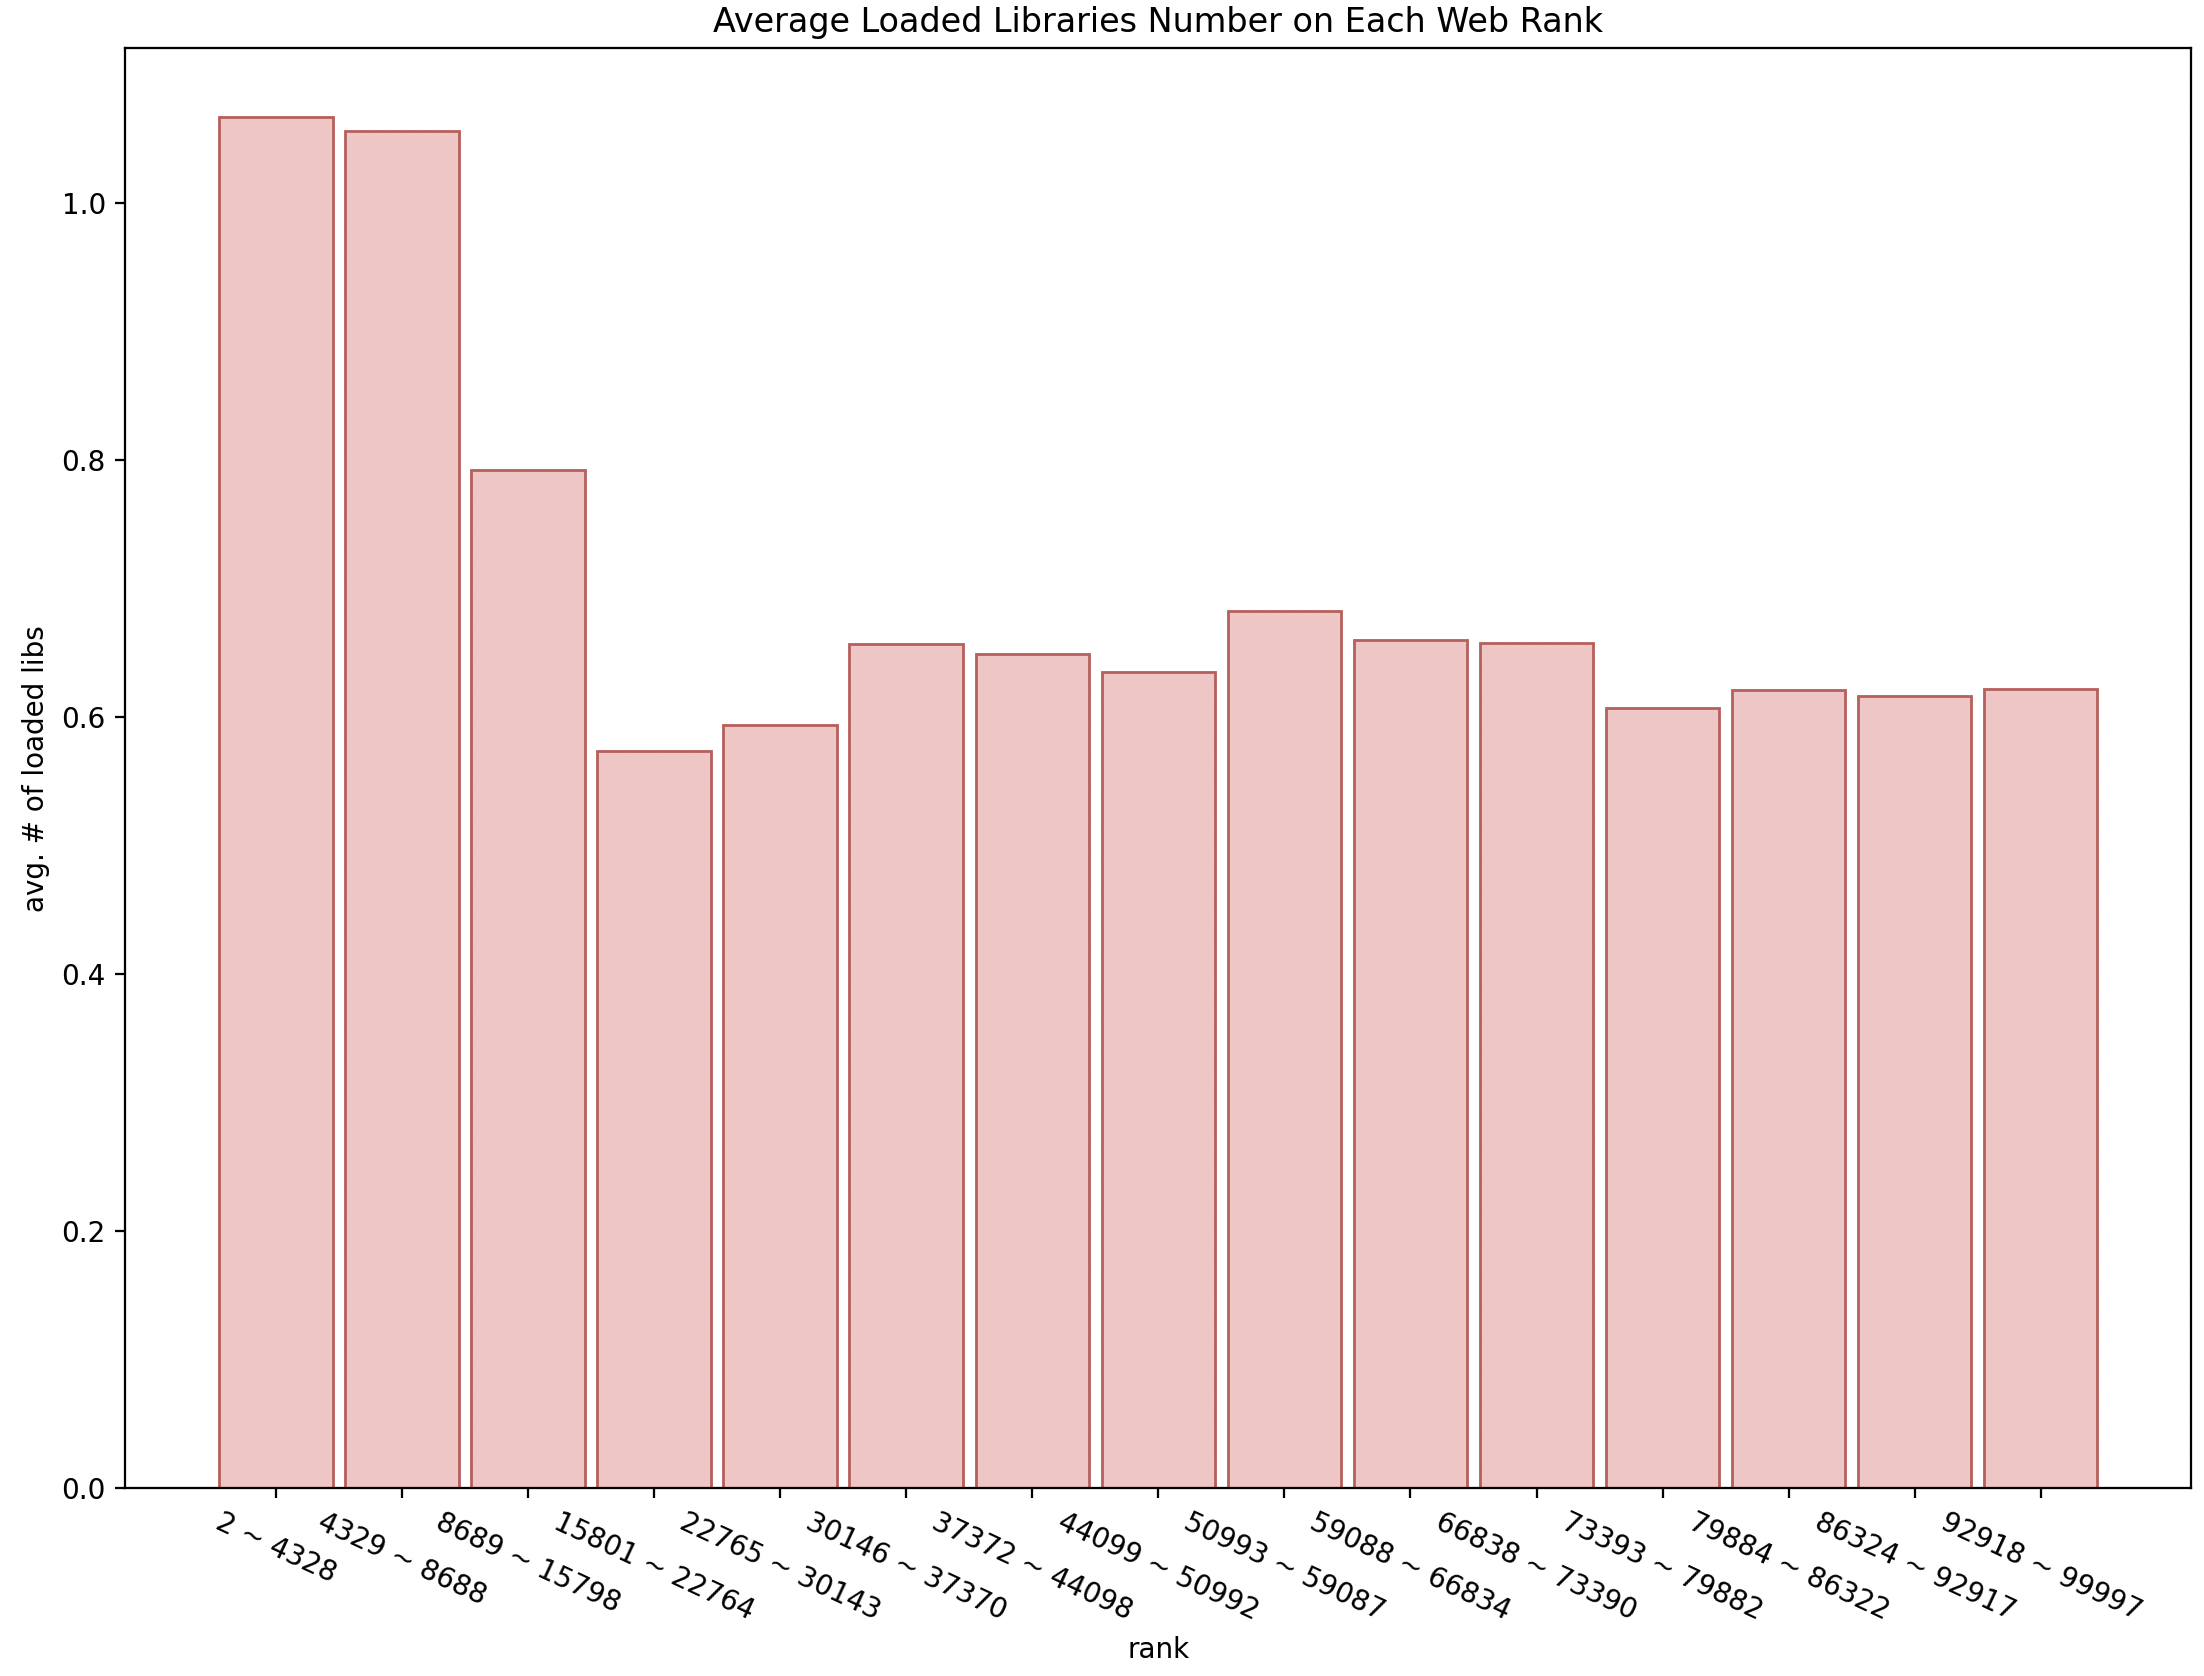 Average Loaded Libraries Number on Each Web Rank
avg. # of loaded libs
1.0
0.8
0.6
0.4
0.2
0.0
2 ~ 4328
4329 ~ 8688
8689 ~ 15798
15801 ~ 22764
22765 ~ 30143
30146 ~ 37370
37372 ~ 44098
44099 ~ 50992
50993 ~ 59087
59088 ~ 66834
66838 ~ 73390
73393 ~ 79882
79884 ~ 86322
86324 ~ 92917
92918 ~ 99997
rank